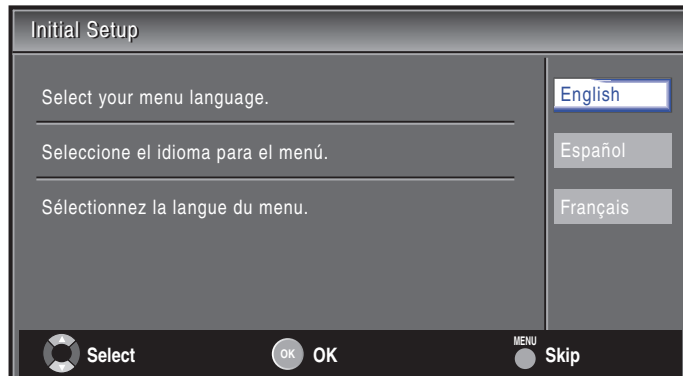 Initial Setup
Select your menu language.
English
Seleccione el idioma para el menú.
Español
Sélectionnez la langue du menu.
Français
Select
OK OK
MENU
Skip